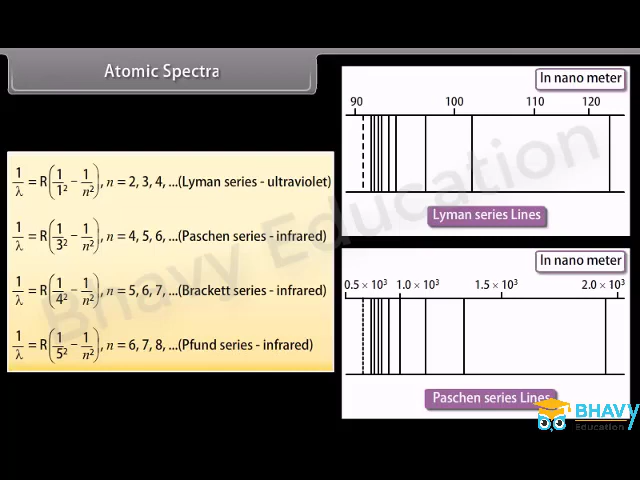 Atomic Spectra
1/λ = R(1/1² − 1/n²), n = 2, 3, 4, ...(Lyman series - ultraviolet)
1/λ = R(1/3² − 1/n²), n = 4, 5, 6, ...(Paschen series - infrared)
1/λ = R(1/4² − 1/n²), n = 5, 6, 7, ...(Brackett series - infrared)
1/λ = R(1/5² − 1/n²), n = 6, 7, 8, ...(Pfund series - infrared)
In nano meter
90 100 110 120
Lyman series Lines
In nano meter
0.5 × 10³ 1.0 × 10³ 1.5 × 10³ 2.0 × 10³
Paschen series Lines
BHAVY
Education
Bhavy Education